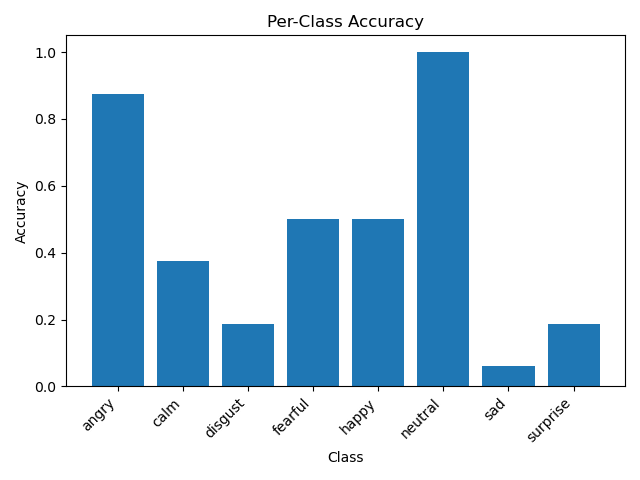 Per-Class Accuracy
Accuracy
1.0
0.8
0.6
0.4
0.2
0.0
angry
calm
disgust
fearful
happy
neutral
sad
surprise
Class